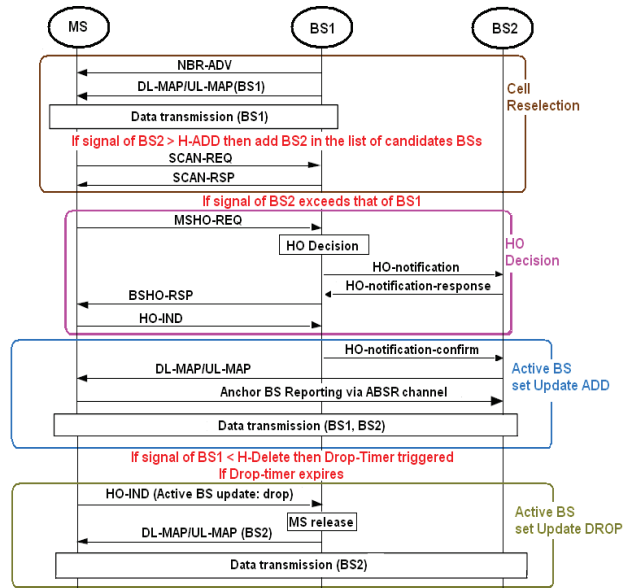 MS
BS1
BS2
NBR-ADV
DL-MAP/UL-MAP(BS1)
Data transmission (BS1)
Cell
Reselection
If signal of BS2 > H-ADD then add BS2 in the list of candidates BSs
SCAN-REQ
SCAN-RSP
If signal of BS2 exceeds that of BS1
MSHO-REQ
HO Decision
HO
Decision
HO-notification
HO-notification-response
BSHO-RSP
HO-IND
HO-notification-confirm
DL-MAP/UL-MAP
Active BS
set Update ADD
Anchor BS Reporting via ABSR channel
Data transmission (BS1, BS2)
If signal of BS1 < H-Delete then Drop-Timer triggered
If Drop-timer expires
HO-IND (Active BS update: drop)
MS release
Active BS
set Update DROP
DL-MAP/UL-MAP (BS2)
Data transmission (BS2)